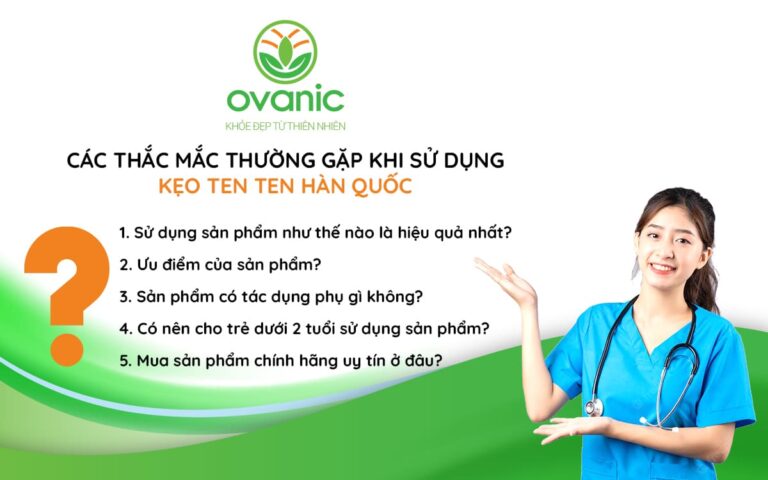 ovanic
KHỎE ĐẸP TỪ THIÊN NHIÊN
CÁC THẮC MẮC THƯỜNG GẶP KHI SỬ DỤNG
KẸO TEN TEN HÀN QUỐC
?
1. Sử dụng sản phẩm như thế nào là hiệu quả nhất?
2. Ưu điểm của sản phẩm?
3. Sản phẩm có tác dụng phụ gì không?
4. Có nên cho trẻ dưới 2 tuổi sử dụng sản phẩm?
5. Mua sản phẩm chính hãng uy tín ở đâu?